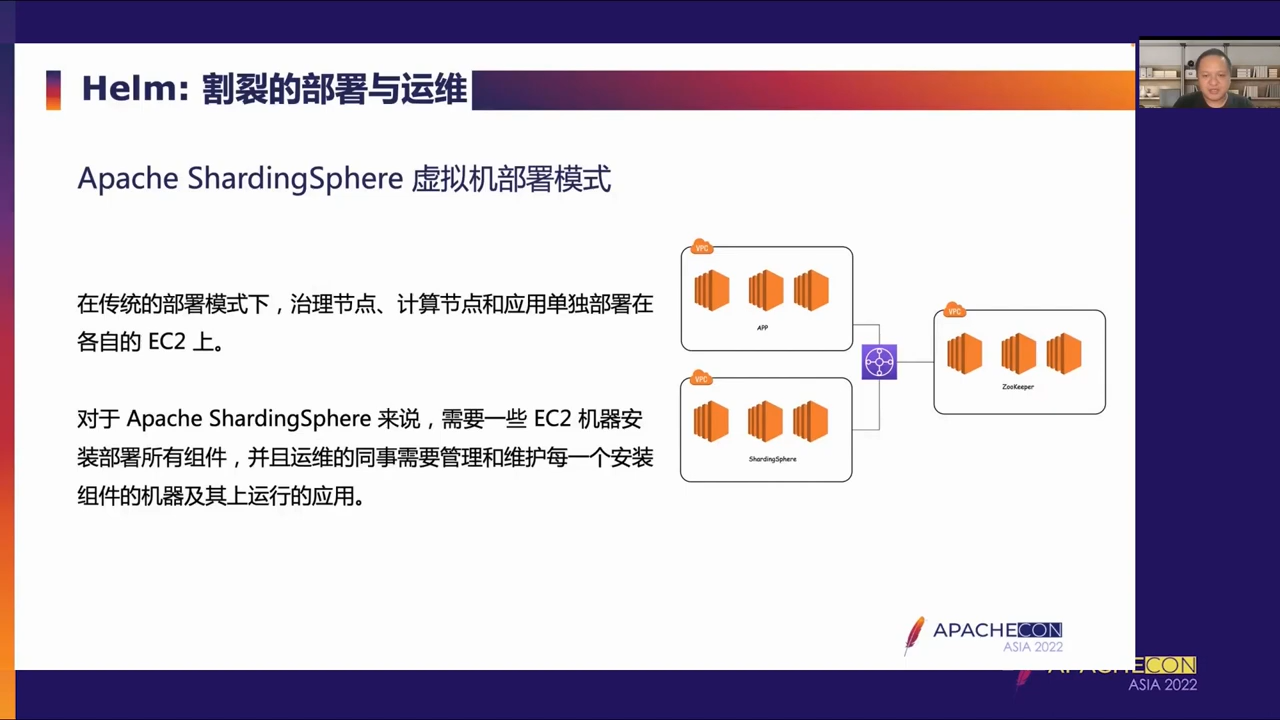 Helm: 割裂的部署与运维
Apache ShardingSphere 虚拟机部署模式
在传统的部署模式下，治理节点、计算节点和应用单独部署在
各自的 EC2 上。
对于 Apache ShardingSphere 来说，需要一些 EC2 机器安
装部署所有组件，并且运维的同事需要管理和维护每一个安装
组件的机器及其上运行的应用。
VPC
APP
VPC
ShardingSphere
VPC
ZooKeeper
APACHECON
ASIA 2022
APACHECON
ASIA 2022